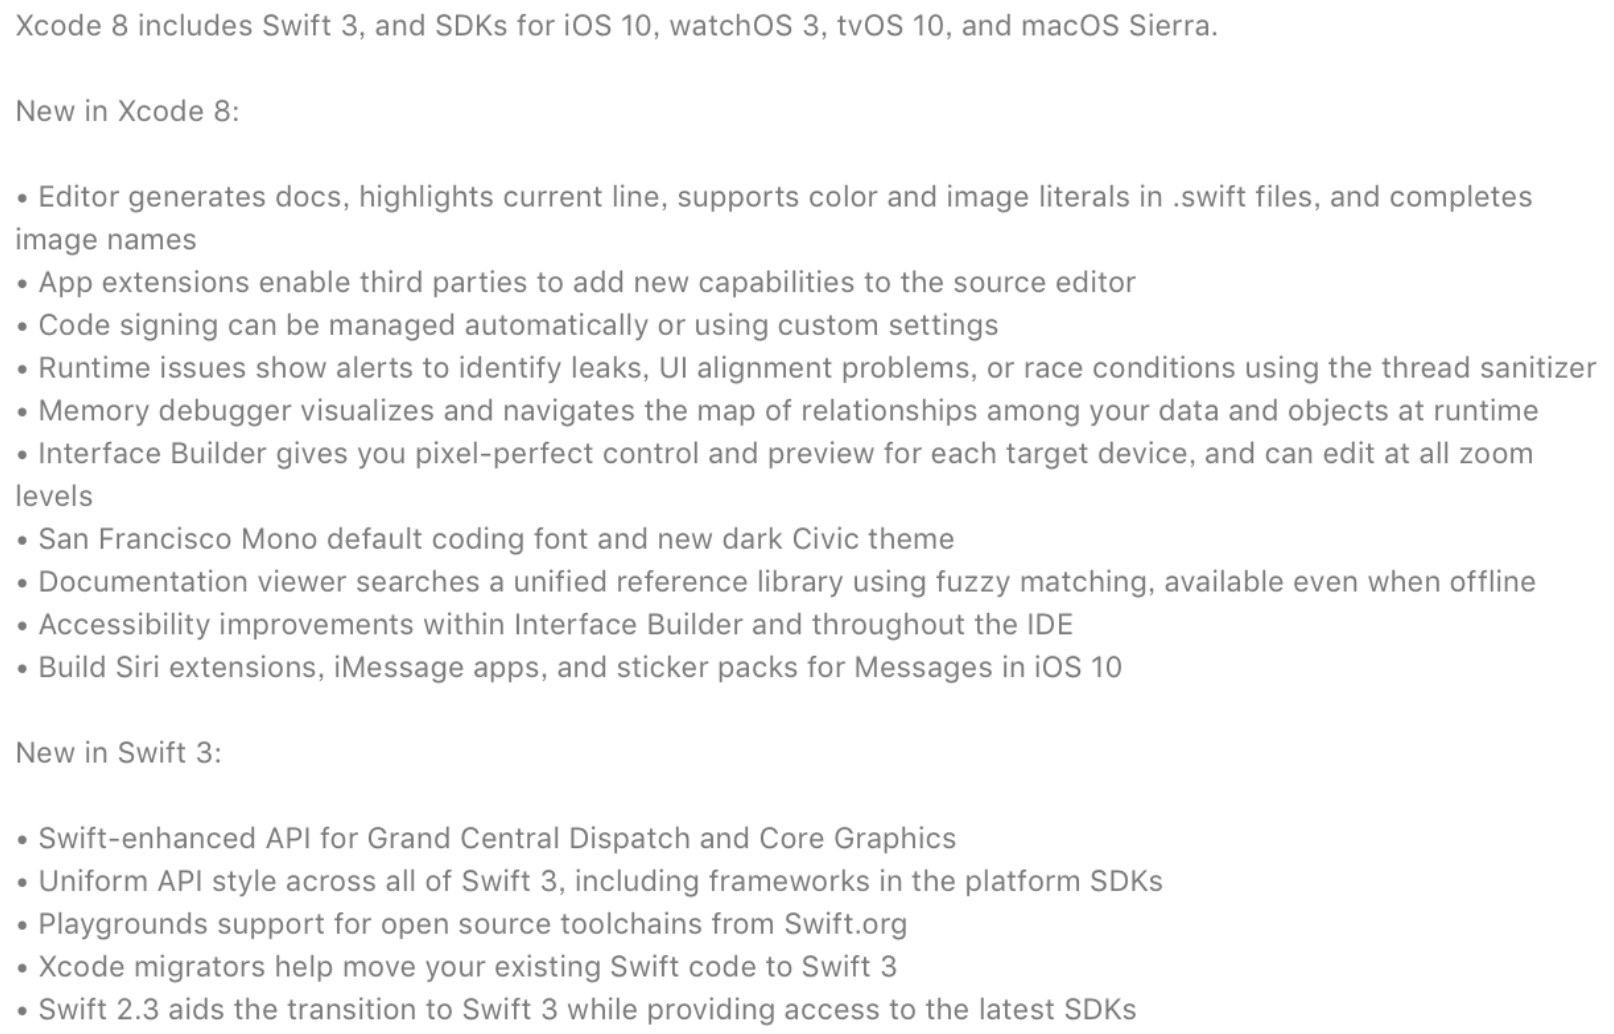 Xcode 8 includes Swift 3, and SDKs for iOS 10, watchOS 3, tvOS 10, and macOS Sierra.
New in Xcode 8:
• Editor generates docs, highlights current line, supports color and image literals in .swift files, and completes
image names
• App extensions enable third parties to add new capabilities to the source editor
• Code signing can be managed automatically or using custom settings
• Runtime issues show alerts to identify leaks, UI alignment problems, or race conditions using the thread sanitizer
• Memory debugger visualizes and navigates the map of relationships among your data and objects at runtime
• Interface Builder gives you pixel-perfect control and preview for each target device, and can edit at all zoom
levels
• San Francisco Mono default coding font and new dark Civic theme
• Documentation viewer searches a unified reference library using fuzzy matching, available even when offline
• Accessibility improvements within Interface Builder and throughout the IDE
• Build Siri extensions, iMessage apps, and sticker packs for Messages in iOS 10
New in Swift 3:
• Swift-enhanced API for Grand Central Dispatch and Core Graphics
• Uniform API style across all of Swift 3, including frameworks in the platform SDKs
• Playgrounds support for open source toolchains from Swift.org
• Xcode migrators help move your existing Swift code to Swift 3
• Swift 2.3 aids the transition to Swift 3 while providing access to the latest SDKs